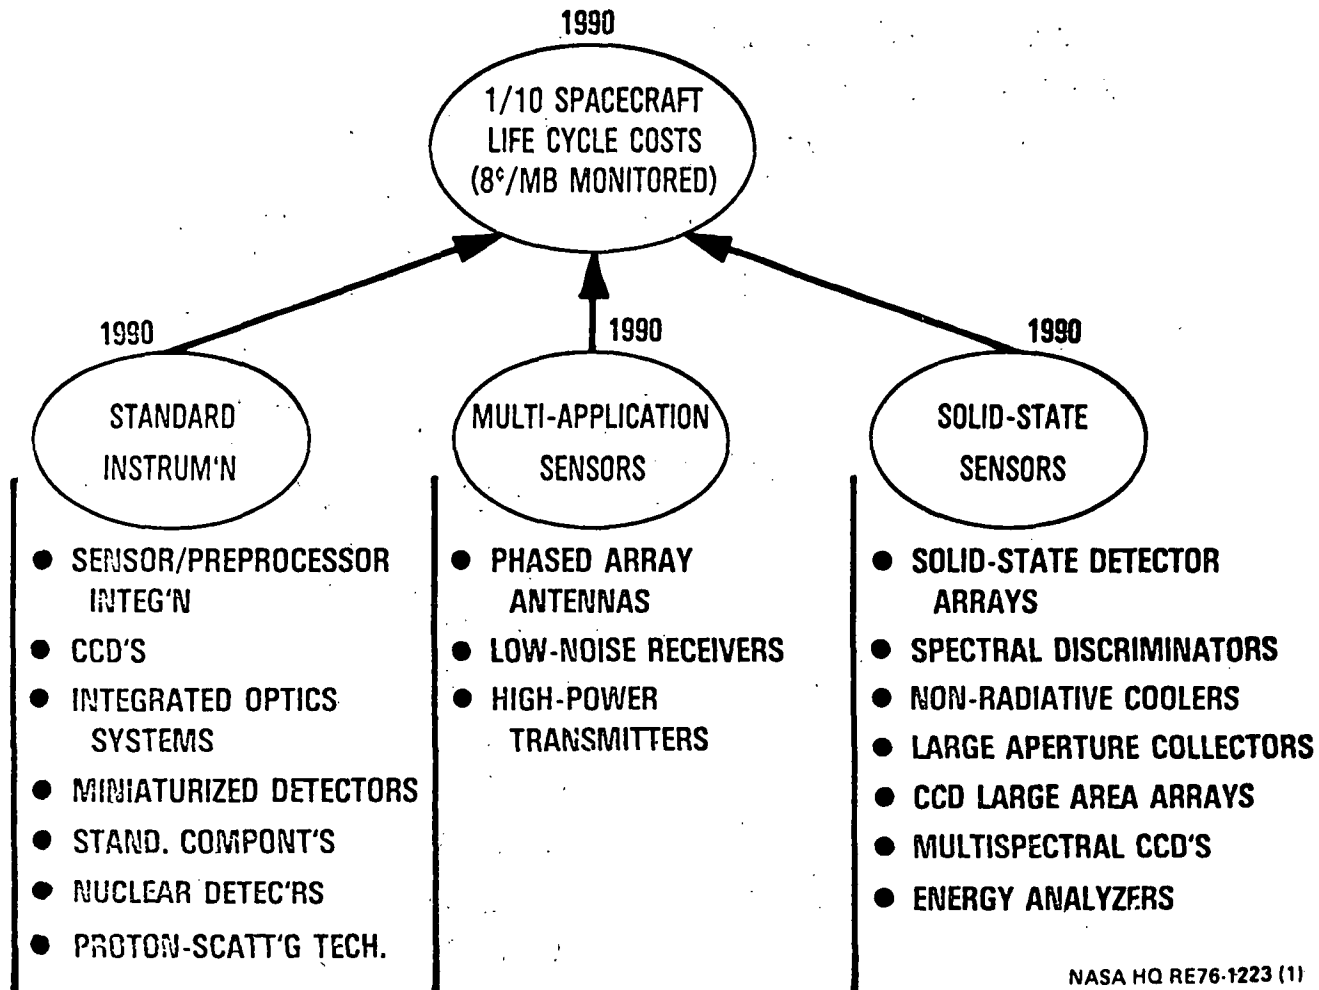 1990
1/10 SPACECRAFT
LIFE CYCLE COSTS
(8¢/MB MONITORED)
1990
STANDARD
INSTRUM'N
● SENSOR/PREPROCESSOR
INTEG'N
● CCD'S
● INTEGRATED OPTICS
SYSTEMS
● MINIATURIZED DETECTORS
● STAND. COMPONT'S
● NUCLEAR DETEC'RS
● PROTON-SCATT'G TECH.
1990
MULTI-APPLICATION
SENSORS
● PHASED ARRAY
ANTENNAS
● LOW-NOISE RECEIVERS
● HIGH-POWER
TRANSMITTERS
1990
SOLID-STATE
SENSORS
● SOLID-STATE DETECTOR
ARRAYS
● SPECTRAL DISCRIMINATORS
● NON-RADIATIVE COOLERS
● LARGE APERTURE COLLECTORS
● CCD LARGE AREA ARRAYS
● MULTISPECTRAL CCD'S
● ENERGY ANALYZERS
NASA HQ RE76-1223 (1)